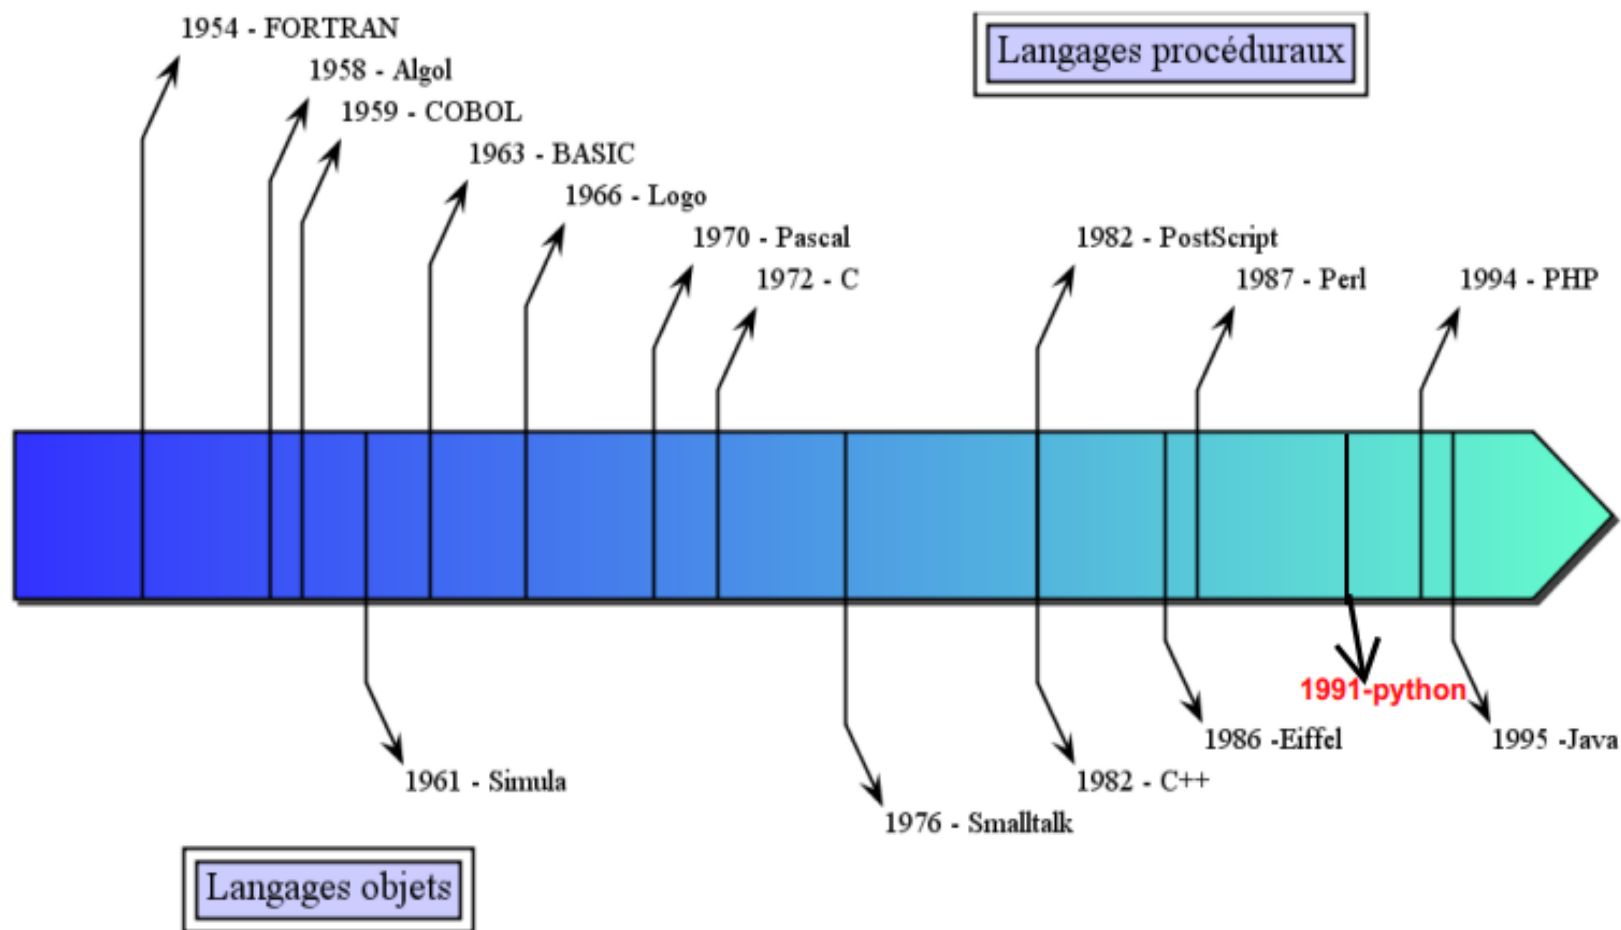 1954 - FORTRAN
Langages procéduraux
1958 - Algol
1959 - COBOL
1963 - BASIC
1966 - Logo
1970 - Pascal
1982 - PostScript
1972 - C
1987 - Perl
1994 - PHP
1991-python
1986 -Eiffel
1995 -Java
1961 - Simula
1982 - C++
1976 - Smalltalk
Langages objets